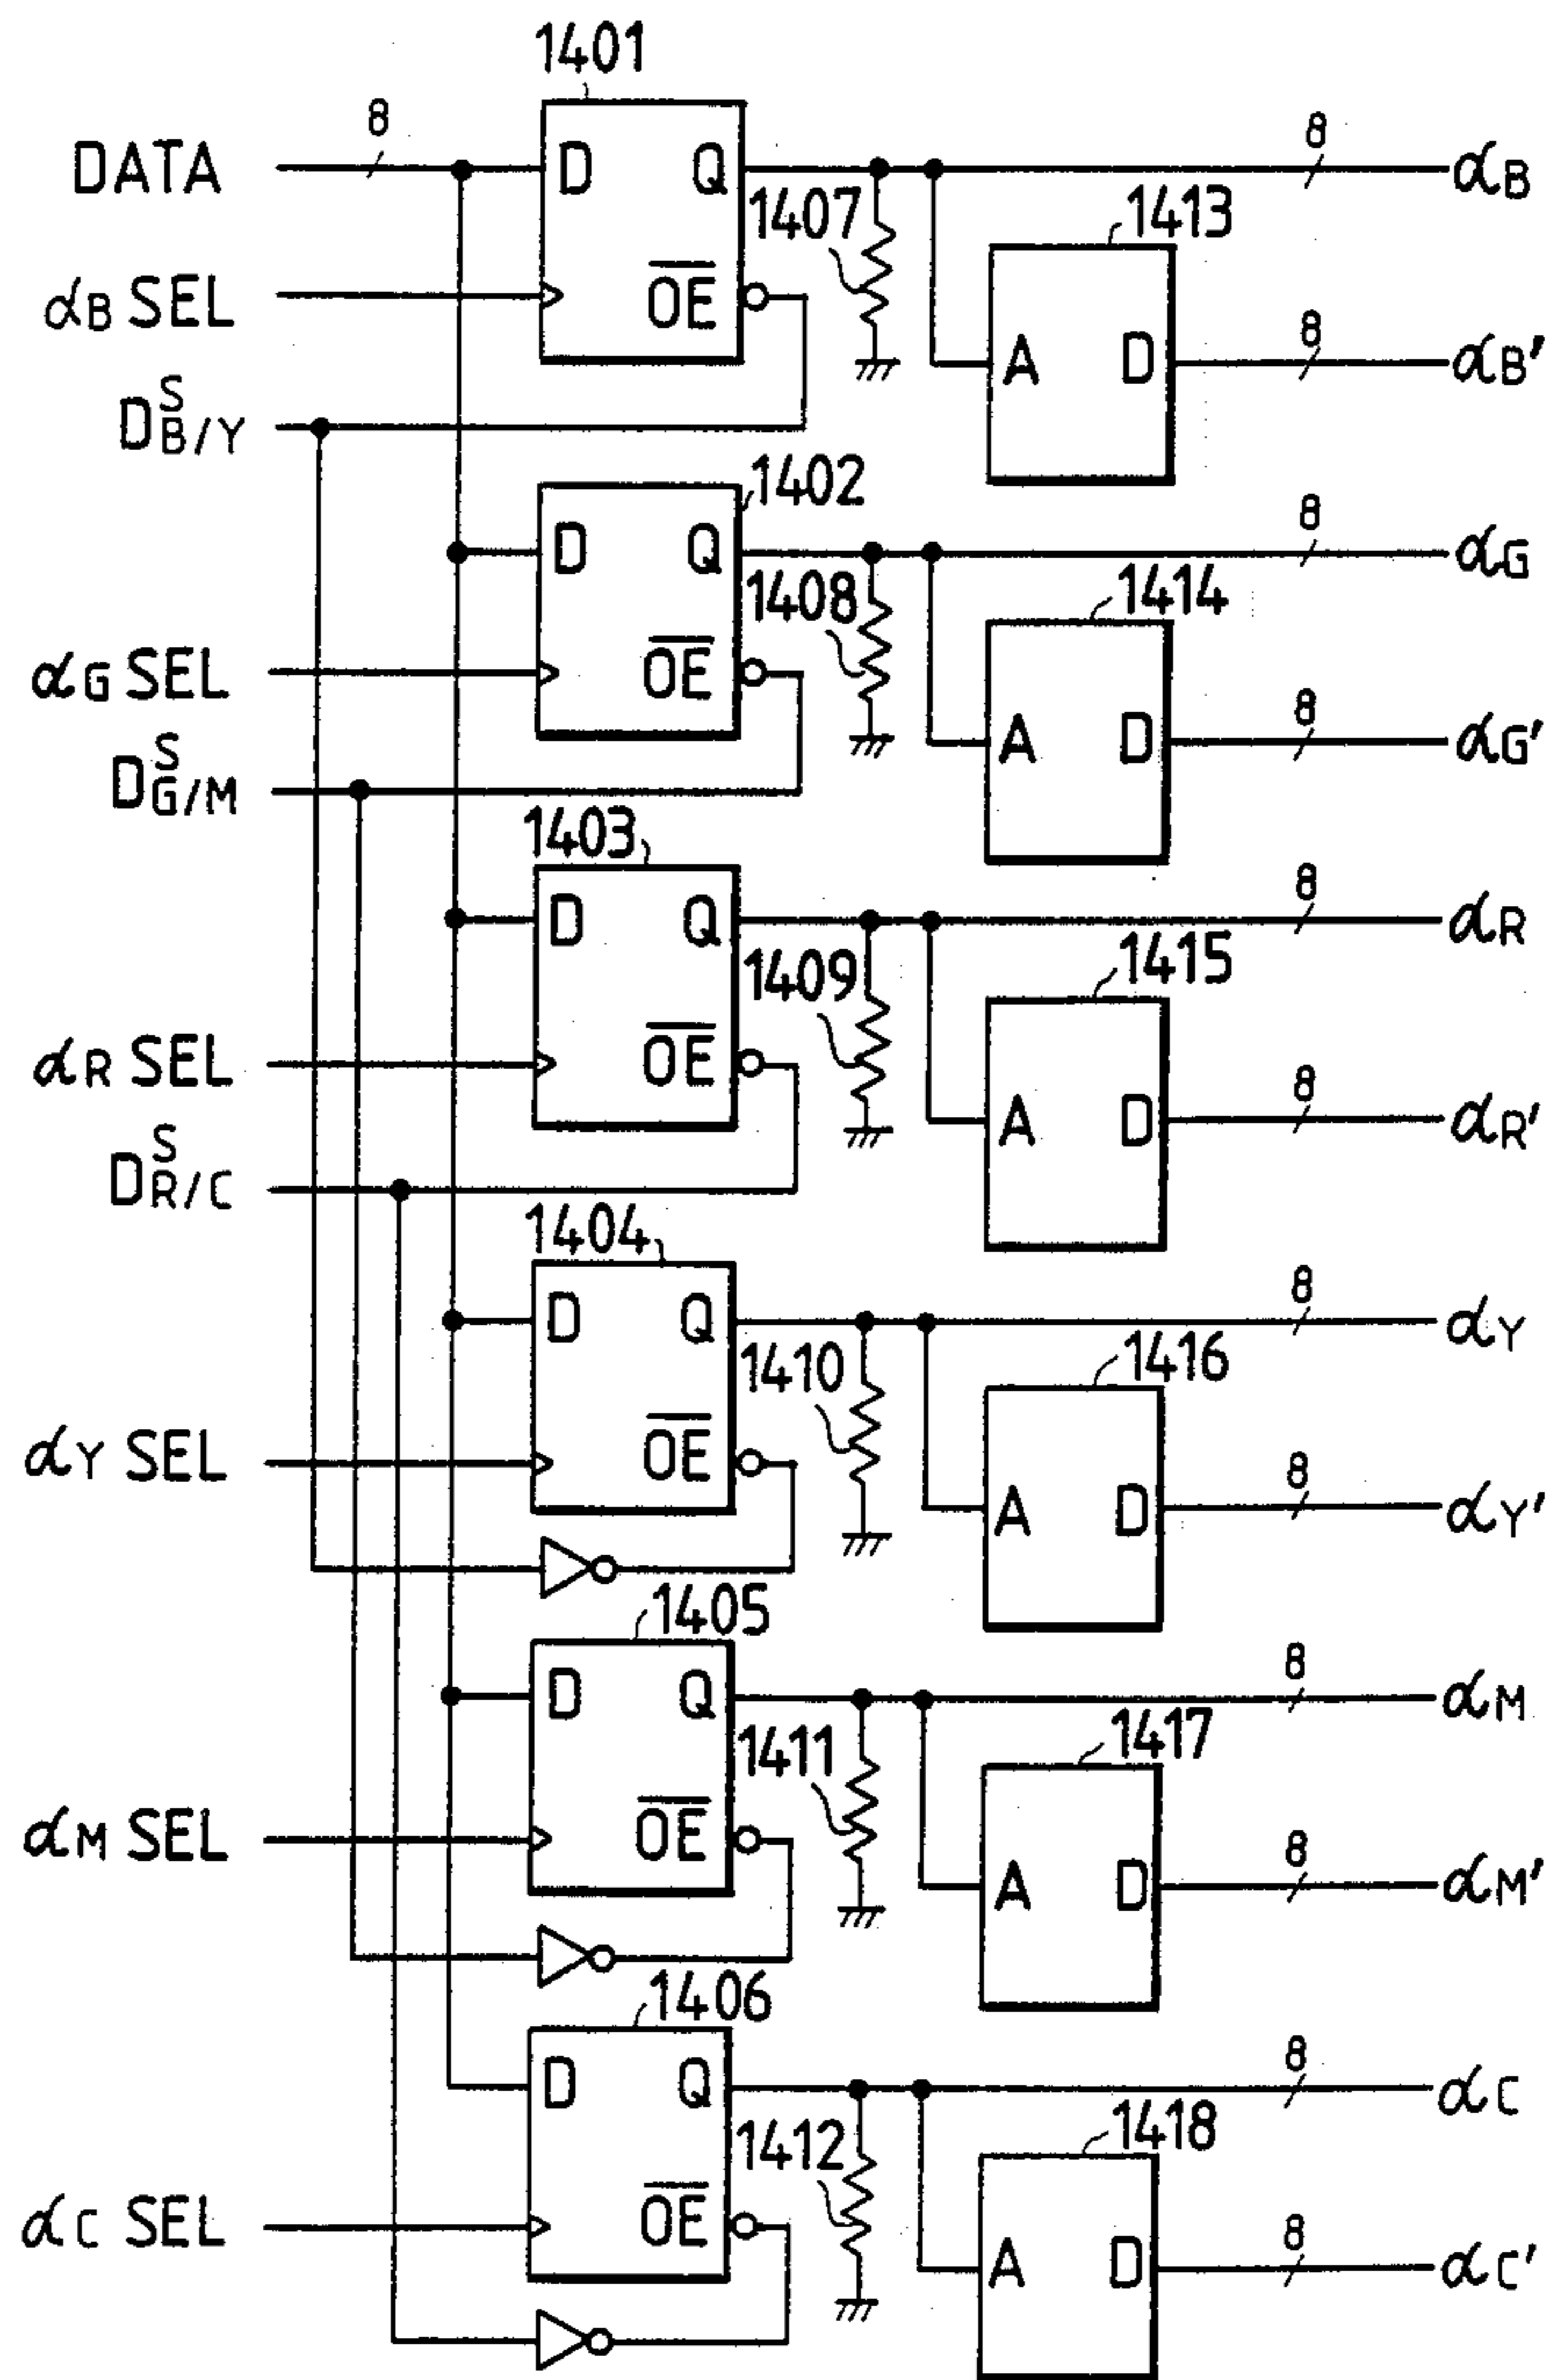 1401
8
8
DATA
D
Q
αB
1407
1413
αB SEL
OE
8
A
D
αB'
D S B/Y
1402
8
D
Q
αG
1408
1414
αG SEL
OE
8
A
D
αG'
D S G/M
1403
8
D
Q
αR
1409
1415
αR SEL
OE
8
A
D
αR'
D S R/C
1404
8
D
Q
αY
1410
1416
αY SEL
OE
8
A
D
αY'
1405
8
D
Q
αM
1411
1417
αM SEL
OE
8
A
D
αM'
1406
8
D
Q
αC
1412
1418
αC SEL
OE
8
A
D
αC'